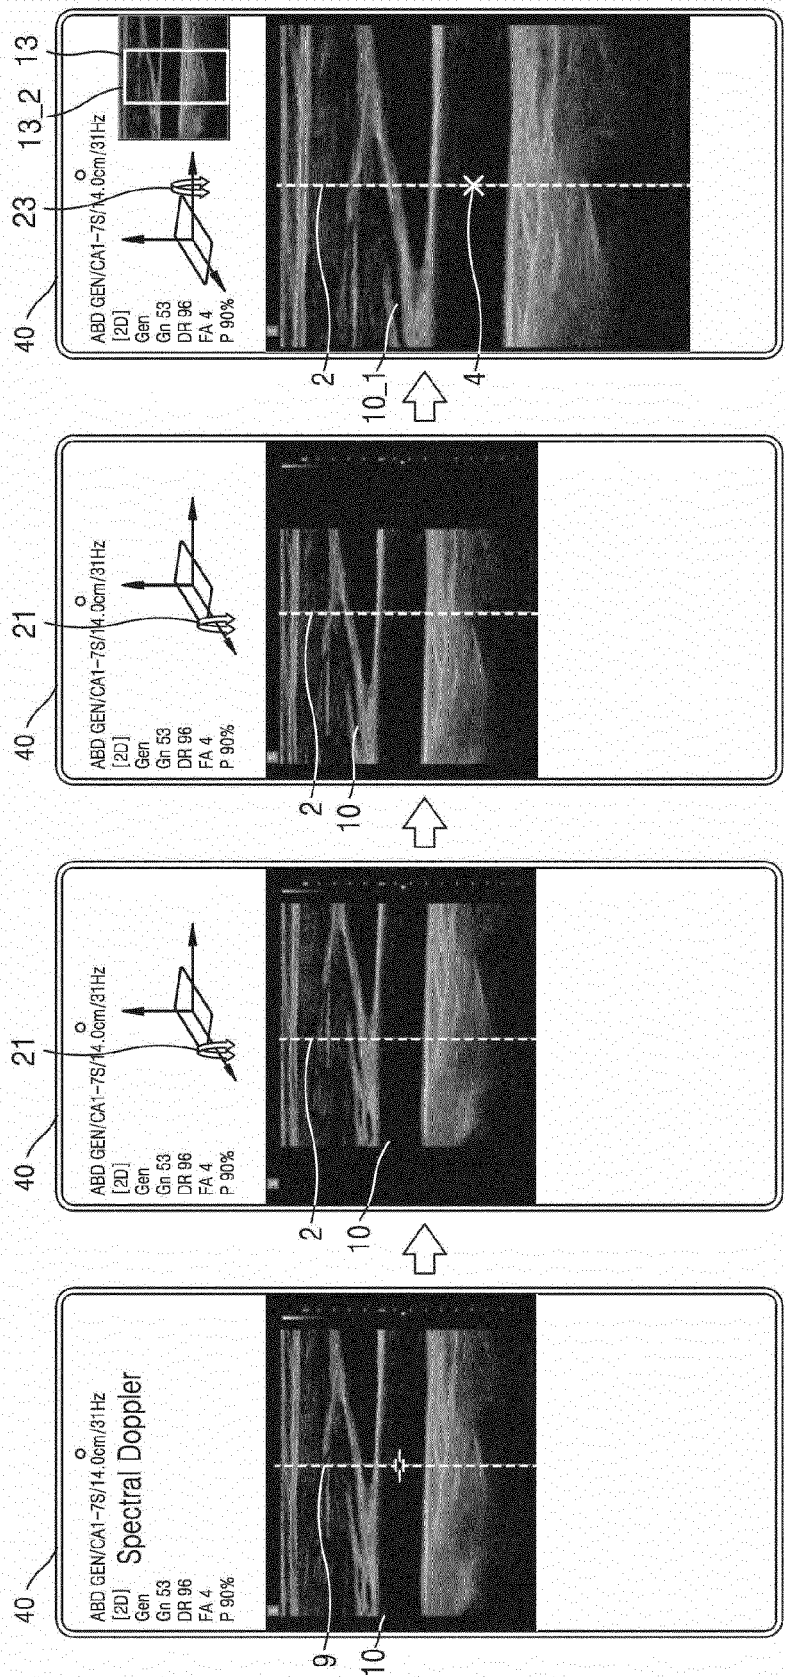 40
ABD GEN/CA1-7S/14.0cm/31Hz
[2D] Spectral Doppler
Gen
Gn 53
DR 96
FA 4
P 90%
9
10
40
21
ABD GEN/CA1-7S/14.0cm/31Hz
[2D]
Gen
Gn 53
DR 96
FA 4
P 90%
2
10
40
21
ABD GEN/CA1-7S/14.0cm/31Hz
[2D]
Gen
Gn 53
DR 96
FA 4
P 90%
2
10
40
23
13_2
13
ABD GEN/CA1-7S/14.0cm/31Hz
[2D]
Gen
Gn 53
DR 96
FA 4
P 90%
2
10_1
4